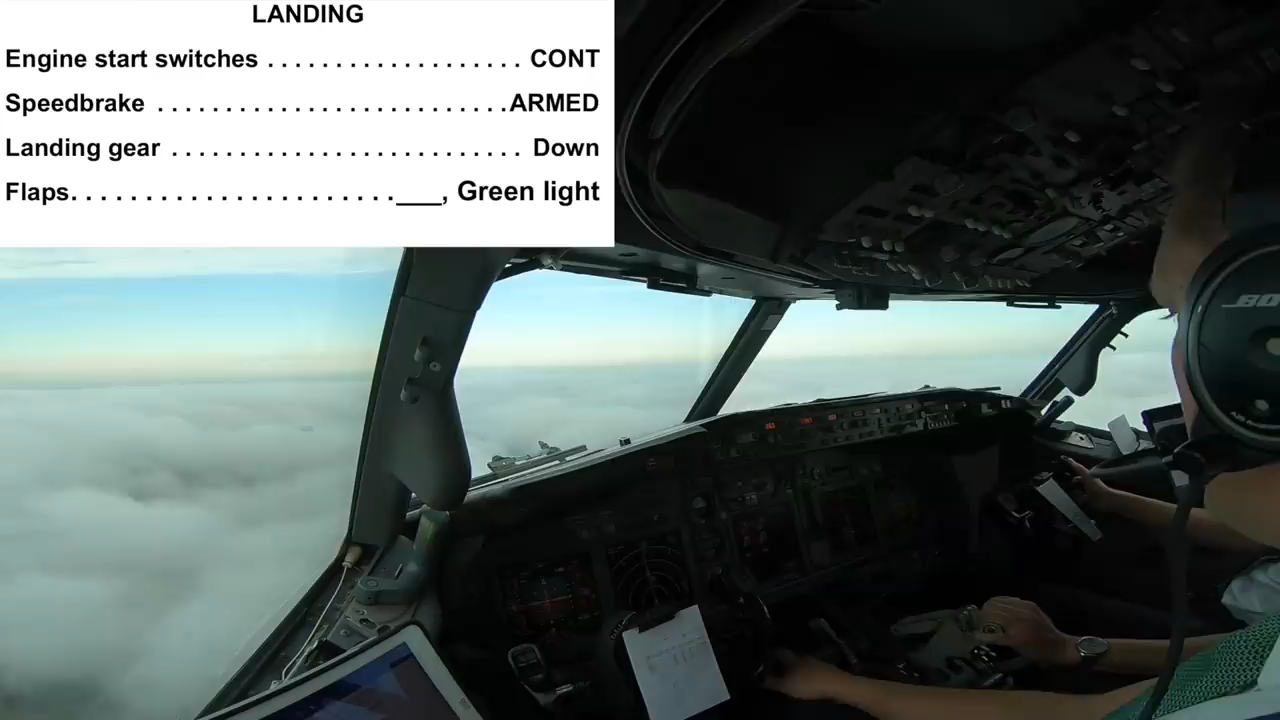 LANDING
Engine start switches . . . . . . . . . . . . . . . . . . . CONT
Speedbrake . . . . . . . . . . . . . . . . . . . . . . . . . .ARMED
Landing gear . . . . . . . . . . . . . . . . . . . . . . . . . . Down
Flaps. . . . . . . . . . . . . . . . . . . . . .___, Green light